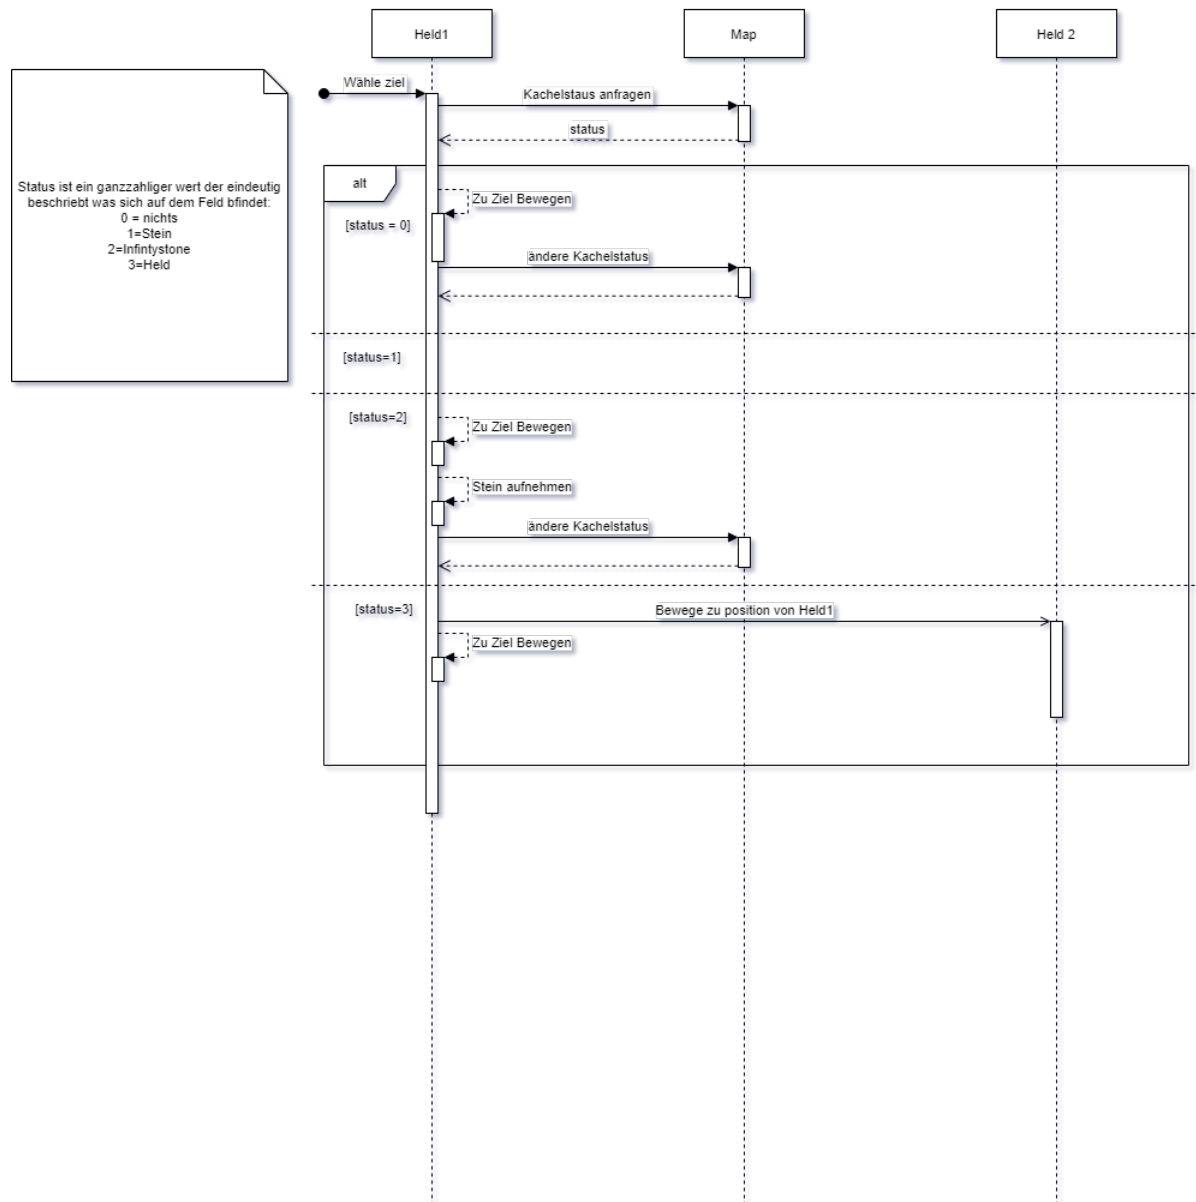 Held1
Map
Held 2
Wähle ziel
Kachelstaus anfragen
status
Status ist ein ganzzahliger wert der eindeutig
beschriebt was sich auf dem Feld bfindet:
0 = nichts
1=Stein
2=Infintystone
3=Held
alt
Zu Ziel Bewegen
[status = 0]
ändere Kachelstatus
[status=1]
[status=2]
Zu Ziel Bewegen
Stein aufnehmen
ändere Kachelstatus
[status=3]
Bewege zu position von Held1
Zu Ziel Bewegen